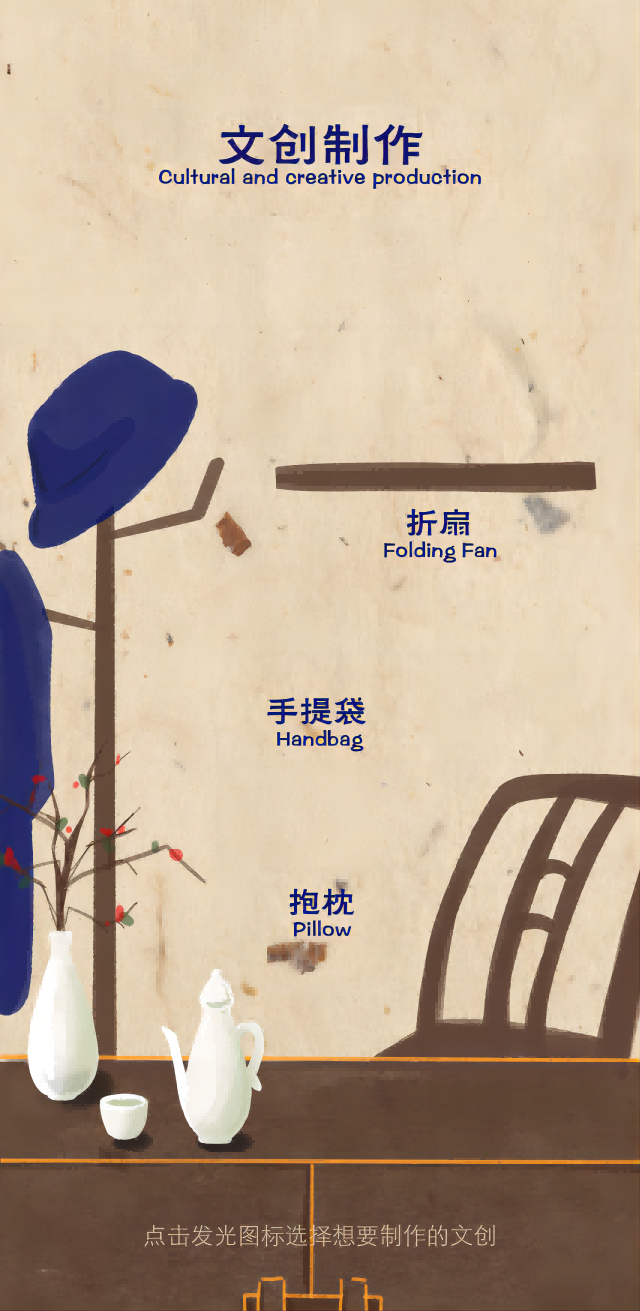 文创制作
Cultural and creative production
折扇
Folding Fan
手提袋
Handbag
抱枕
Pillow
点击发光图标选择想要制作的文创